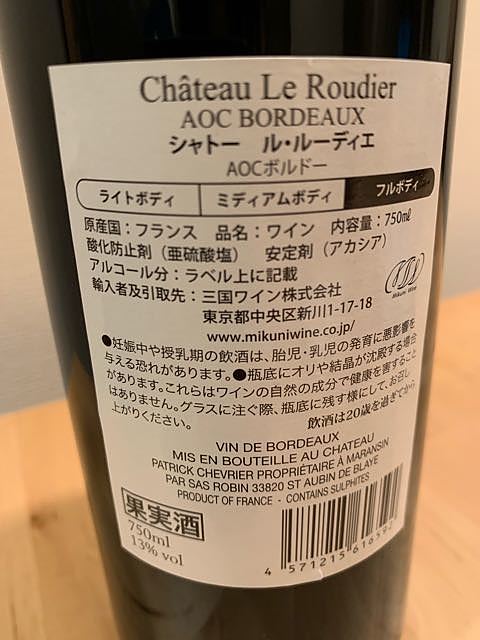 Château Le Roudier
AOC BORDEAUX
シャトー　ル・ルーディエ
AOCボルドー
ライトボディ　ミディアムボディ　フルボディ
原産国：フランス　品名：ワイン　内容量：750㎖
酸化防止剤（亜硫酸塩）　安定剤（アカシア）
アルコール分：ラベル上に記載
輸入者及引取先：三国ワイン株式会社
東京都中央区新川1-17-18
www.mikuniwine.co.jp/
Mikuni Wine
●妊娠中や授乳期の飲酒は、胎児・乳児の発育に悪影響を
与える恐れがあります。●瓶底にオリや結晶が沈殿する場合
があります。これらはワインの自然の成分で健康を害すること
はありません。グラスに注ぐ際、瓶底に残す様にして、お召し
上がりください。
飲酒は20歳を過ぎてから
VIN DE BORDEAUX
MIS EN BOUTEILLE AU CHATEAU
PATRICK CHEVRIER PROPRIÉTAIRE À MARANSIN
PAR SAS ROBIN 33820 ST AUBIN DE BLAYE
PRODUCT OF FRANCE - CONTAINS SULPHITES
果実酒
750ml
13% vol
4 571215 616592